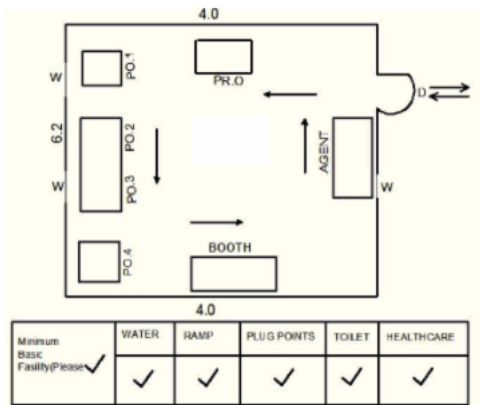 4.0
W
PO.1
PR.O
D
6.2
PO.2
AGENT
W
PO.3
W
BOOTH
PO.4
4.0
Minimum
Basic
Fasility(Please ✓
WATER
RAMP
PLUG POINTS
TOILET
HEALTHCARE
✓ ✓ ✓ ✓ ✓